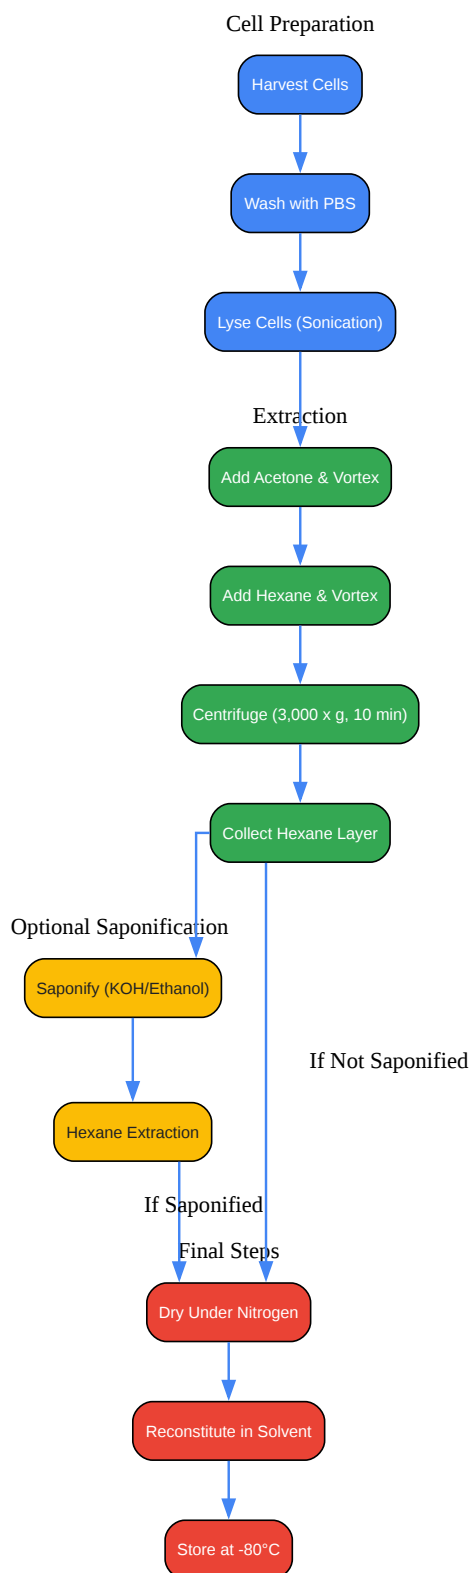 Cell Preparation
Harvest Cells
Wash with PBS
Lyse Cells (Sonication)
Extraction
Add Acetone & Vortex
Add Hexane & Vortex
Centrifuge (3,000 x g, 10 min)
Collect Hexane Layer
Optional Saponification
Saponify (KOH/Ethanol)
If Not Saponified
Hexane Extraction
If Saponified
Final Steps
Dry Under Nitrogen
Reconstitute in Solvent
Store at -80°C